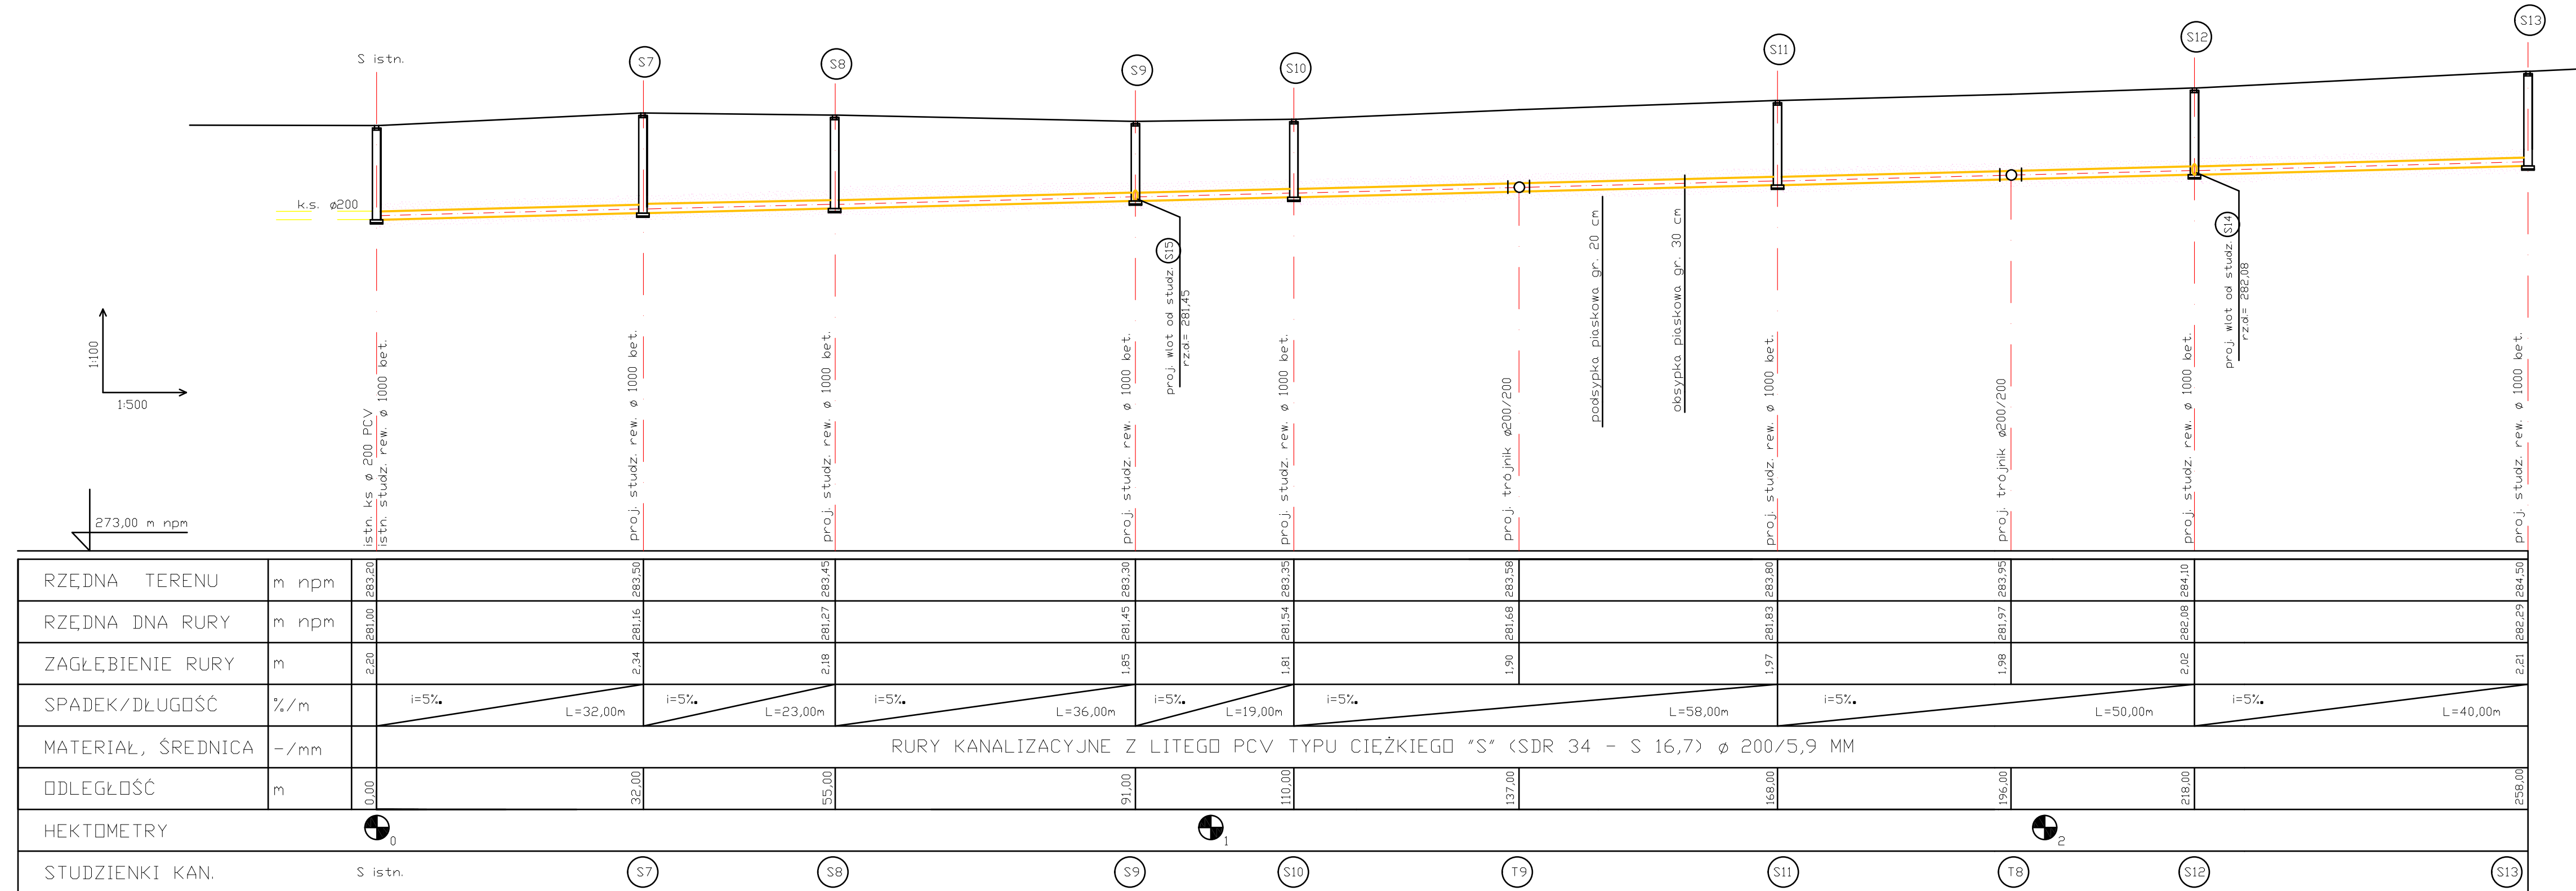 S istn.
S7
S8
S9
S10
S11
S12
S13
k.s. ø200
S15
proj. wlot od studz.
rz.d.= 281,45
S14
proj. wlot od studz.
rz.d.= 282,08
podsypka piaskowa gr. 20 cm
obsypka piaskowa gr. 30 cm
1:100
1:500
273,00 m npm
istn. ks ø 200 PCV
istn. studz. rew. ø 1000 bet.
proj. studz. rew. ø 1000 bet.
proj. studz. rew. ø 1000 bet.
proj. studz. rew. ø 1000 bet.
proj. studz. rew. ø 1000 bet.
proj. trójnik ø200/200
proj. studz. rew. ø 1000 bet.
proj. trójnik ø200/200
proj. studz. rew. ø 1000 bet.
proj. studz. rew. ø 1000 bet.
RZĘDNA TERENU m npm 283,20 283,50 283,45 283,30 283,35 283,58 283,80 283,95 284,10 284,50
RZĘDNA DNA RURY m npm 281,00 281,16 281,27 281,45 281,54 281,68 281,83 281,97 282,08 282,29
ZAGŁĘBIENIE RURY m 2,20 2,34 2,18 1,85 1,81 1,90 1,97 1,98 2,02 2,21
SPADEK/DŁUGOŚĆ %/m i=5‰ L=32,00m i=5‰ L=23,00m i=5‰ L=36,00m i=5‰ L=19,00m i=5‰ L=58,00m i=5‰ L=50,00m i=5‰ L=40,00m
MATERIAŁ, ŚREDNICA -/mm RURY KANALIZACYJNE Z LITEGO PCV TYPU CIĘŻKIEGO "S" (SDR 34 - S 16,7) ø 200/5,9 MM
ODLEGŁOŚĆ m 0,00 32,00 55,00 91,00 110,00 137,00 168,00 196,00 218,00 258,00
HEKTOMETRY 0 1 2
STUDZIENKI KAN. S istn. S7 S8 S9 S10 T9 S11 T8 S12 S13